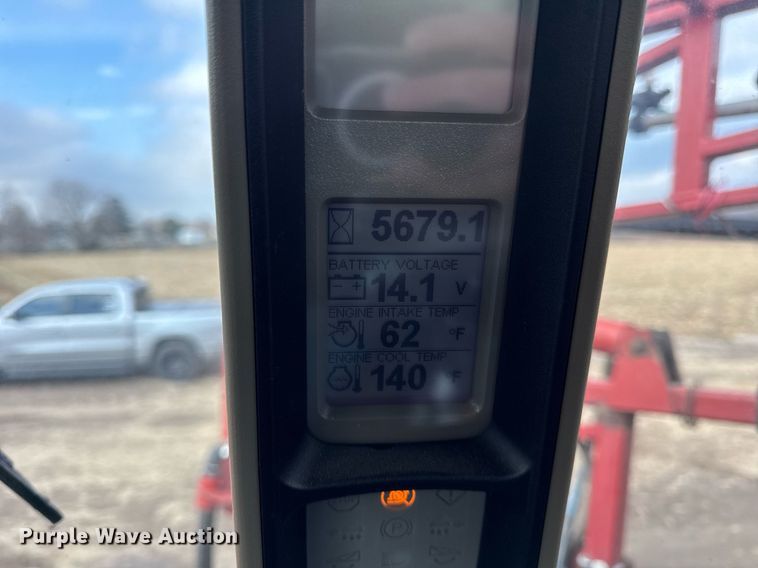 5679.1
BATTERY VOLTAGE
- + 14.1 V
ENGINE INTAKE TEMP
62 °F
ENGINE COOL TEMP
140 °F
P
Purple Wave Auction